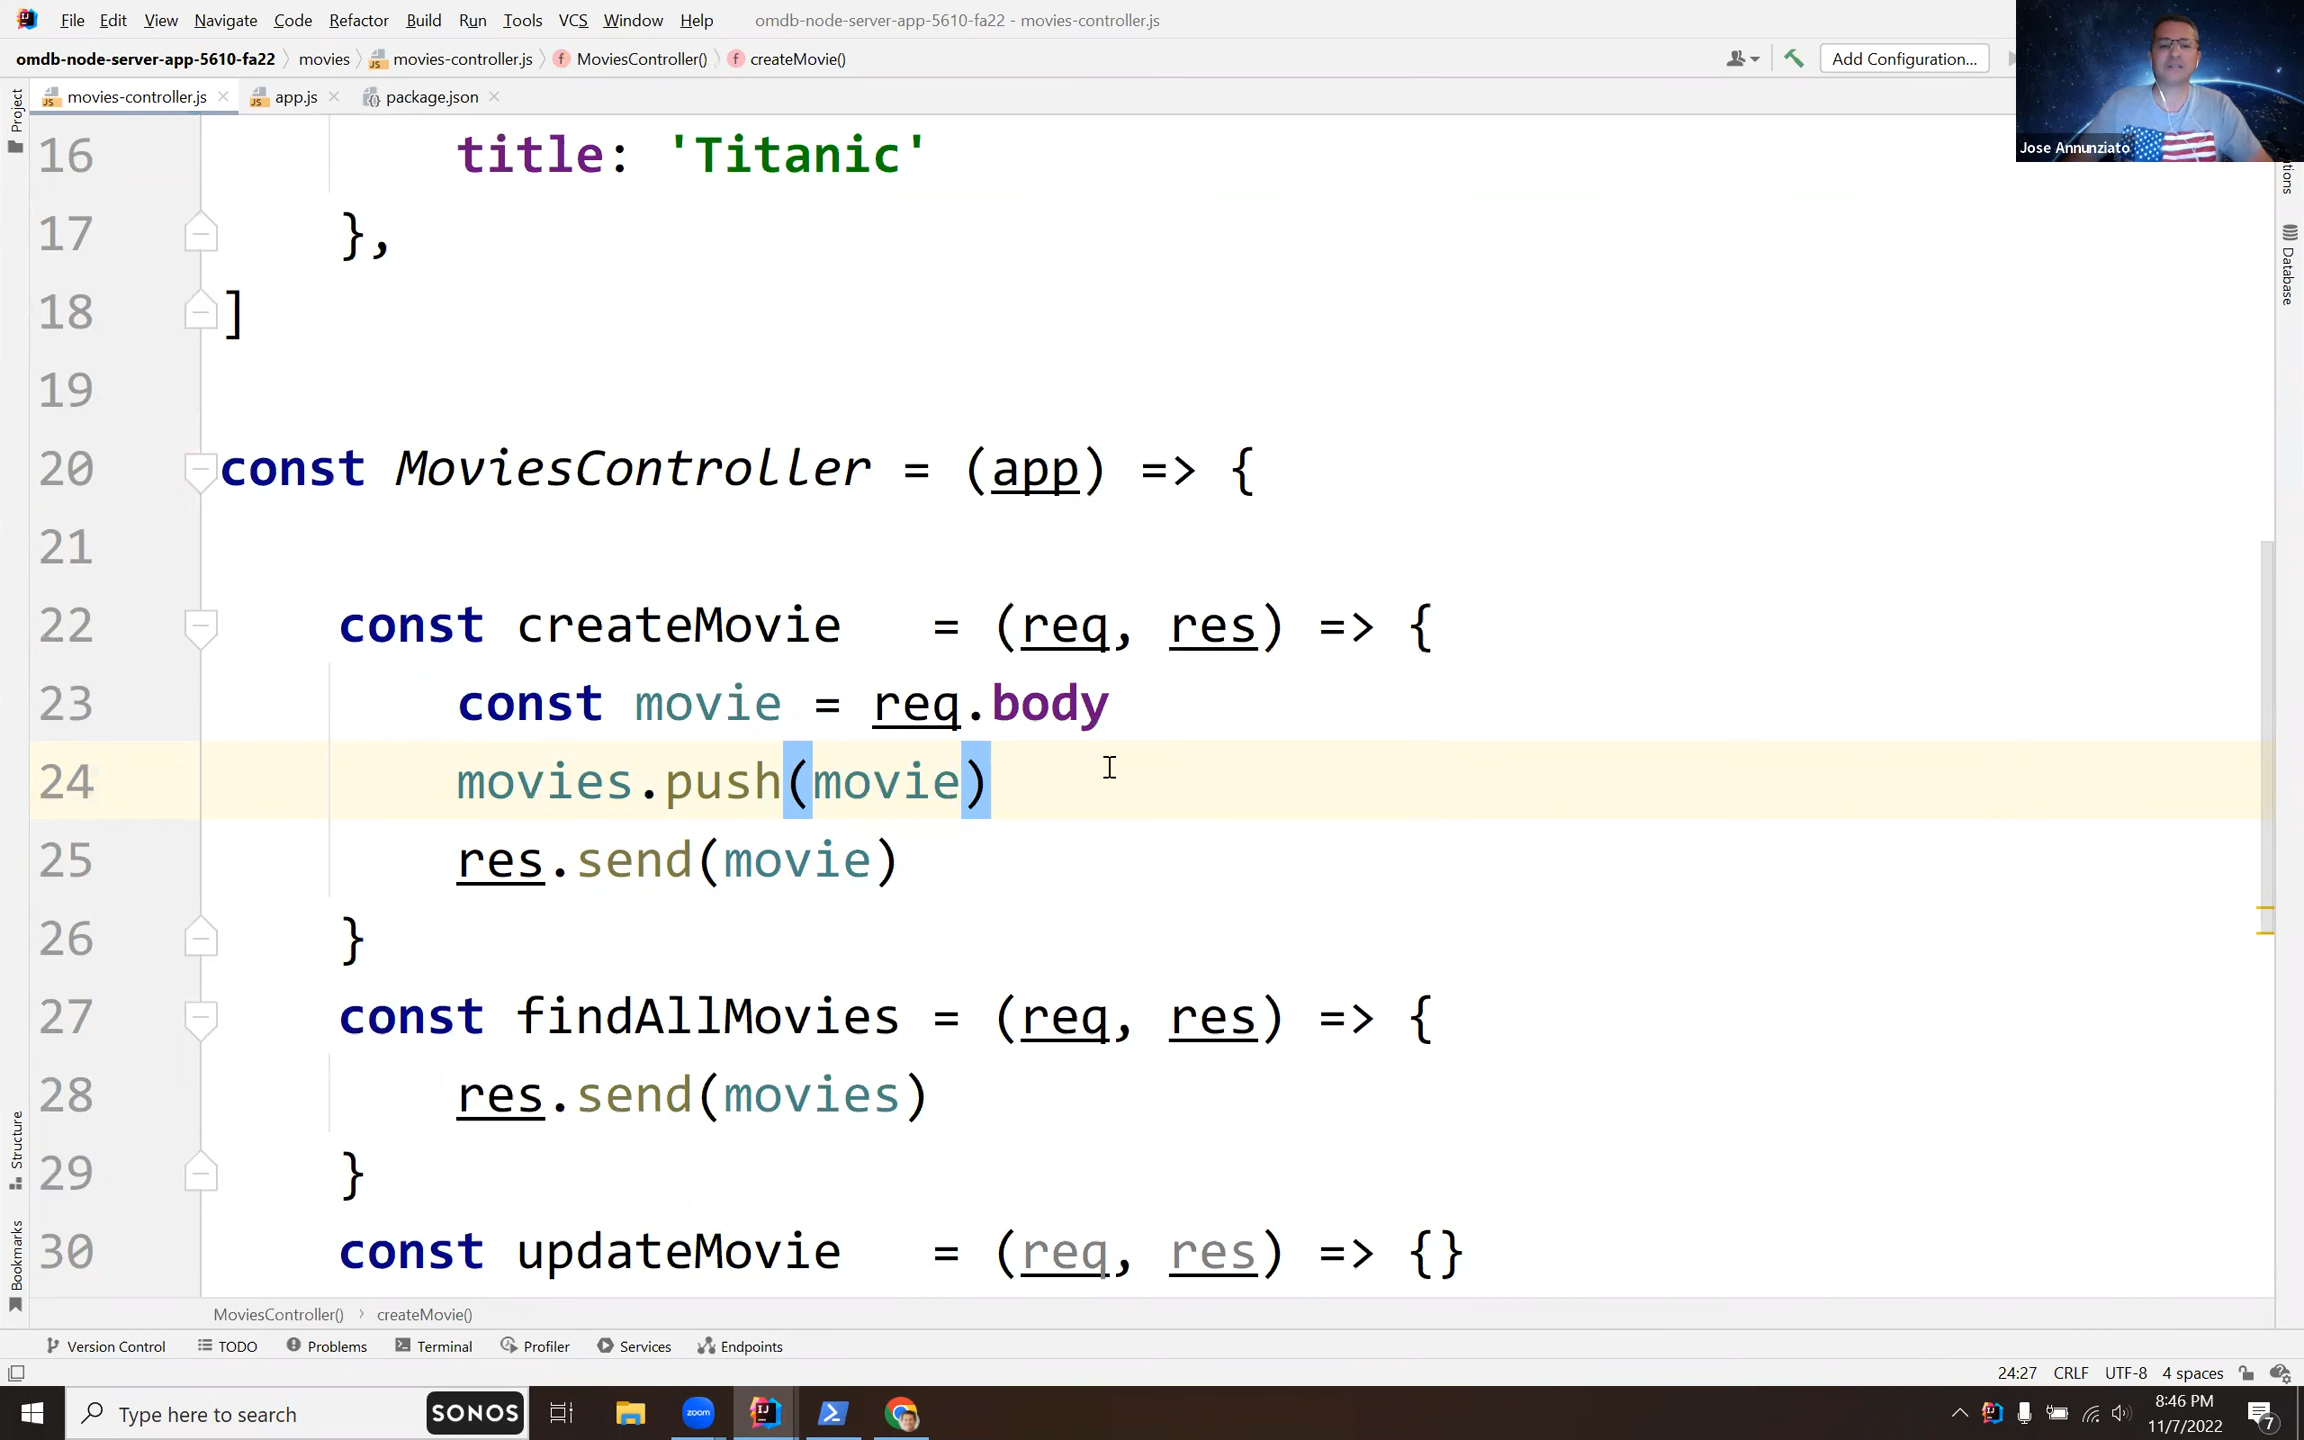 File Edit View Navigate Code Refactor Build Run Tools VCS Window Help omdb-node-server-app-5610-fa22 - movies-controller.js
omdb-node-server-app-5610-fa22 movies movies-controller.js MoviesController() createMovie() Add Configuration...
movies-controller.js app.js package.json
Jose Annunziato
Project
Database
Structure
Bookmarks
16 title: 'Titanic'
17 },
18 ]
19
20 const MoviesController = (app) => {
21
22 const createMovie = (req, res) => {
23 const movie = req.body
24 movies.push(movie)
25 res.send(movie)
26 }
27 const findAllMovies = (req, res) => {
28 res.send(movies)
29 }
30 const updateMovie = (req, res) => {}
MoviesController() createMovie()
Version Control TODO Problems Terminal Profiler Services Endpoints
24:27 CRLF UTF-8 4 spaces
Type here to search SONOS zoom 8:46 PM
11/7/2022 7